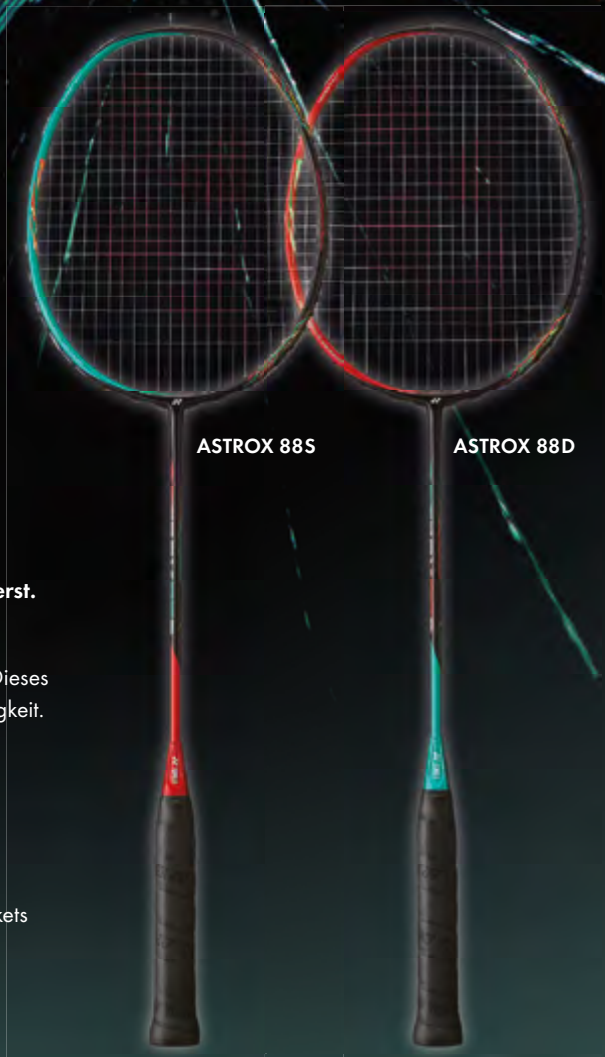 ASTROX 88S
ASTROX 88D
erst.
Dieses
gkeit.
kets